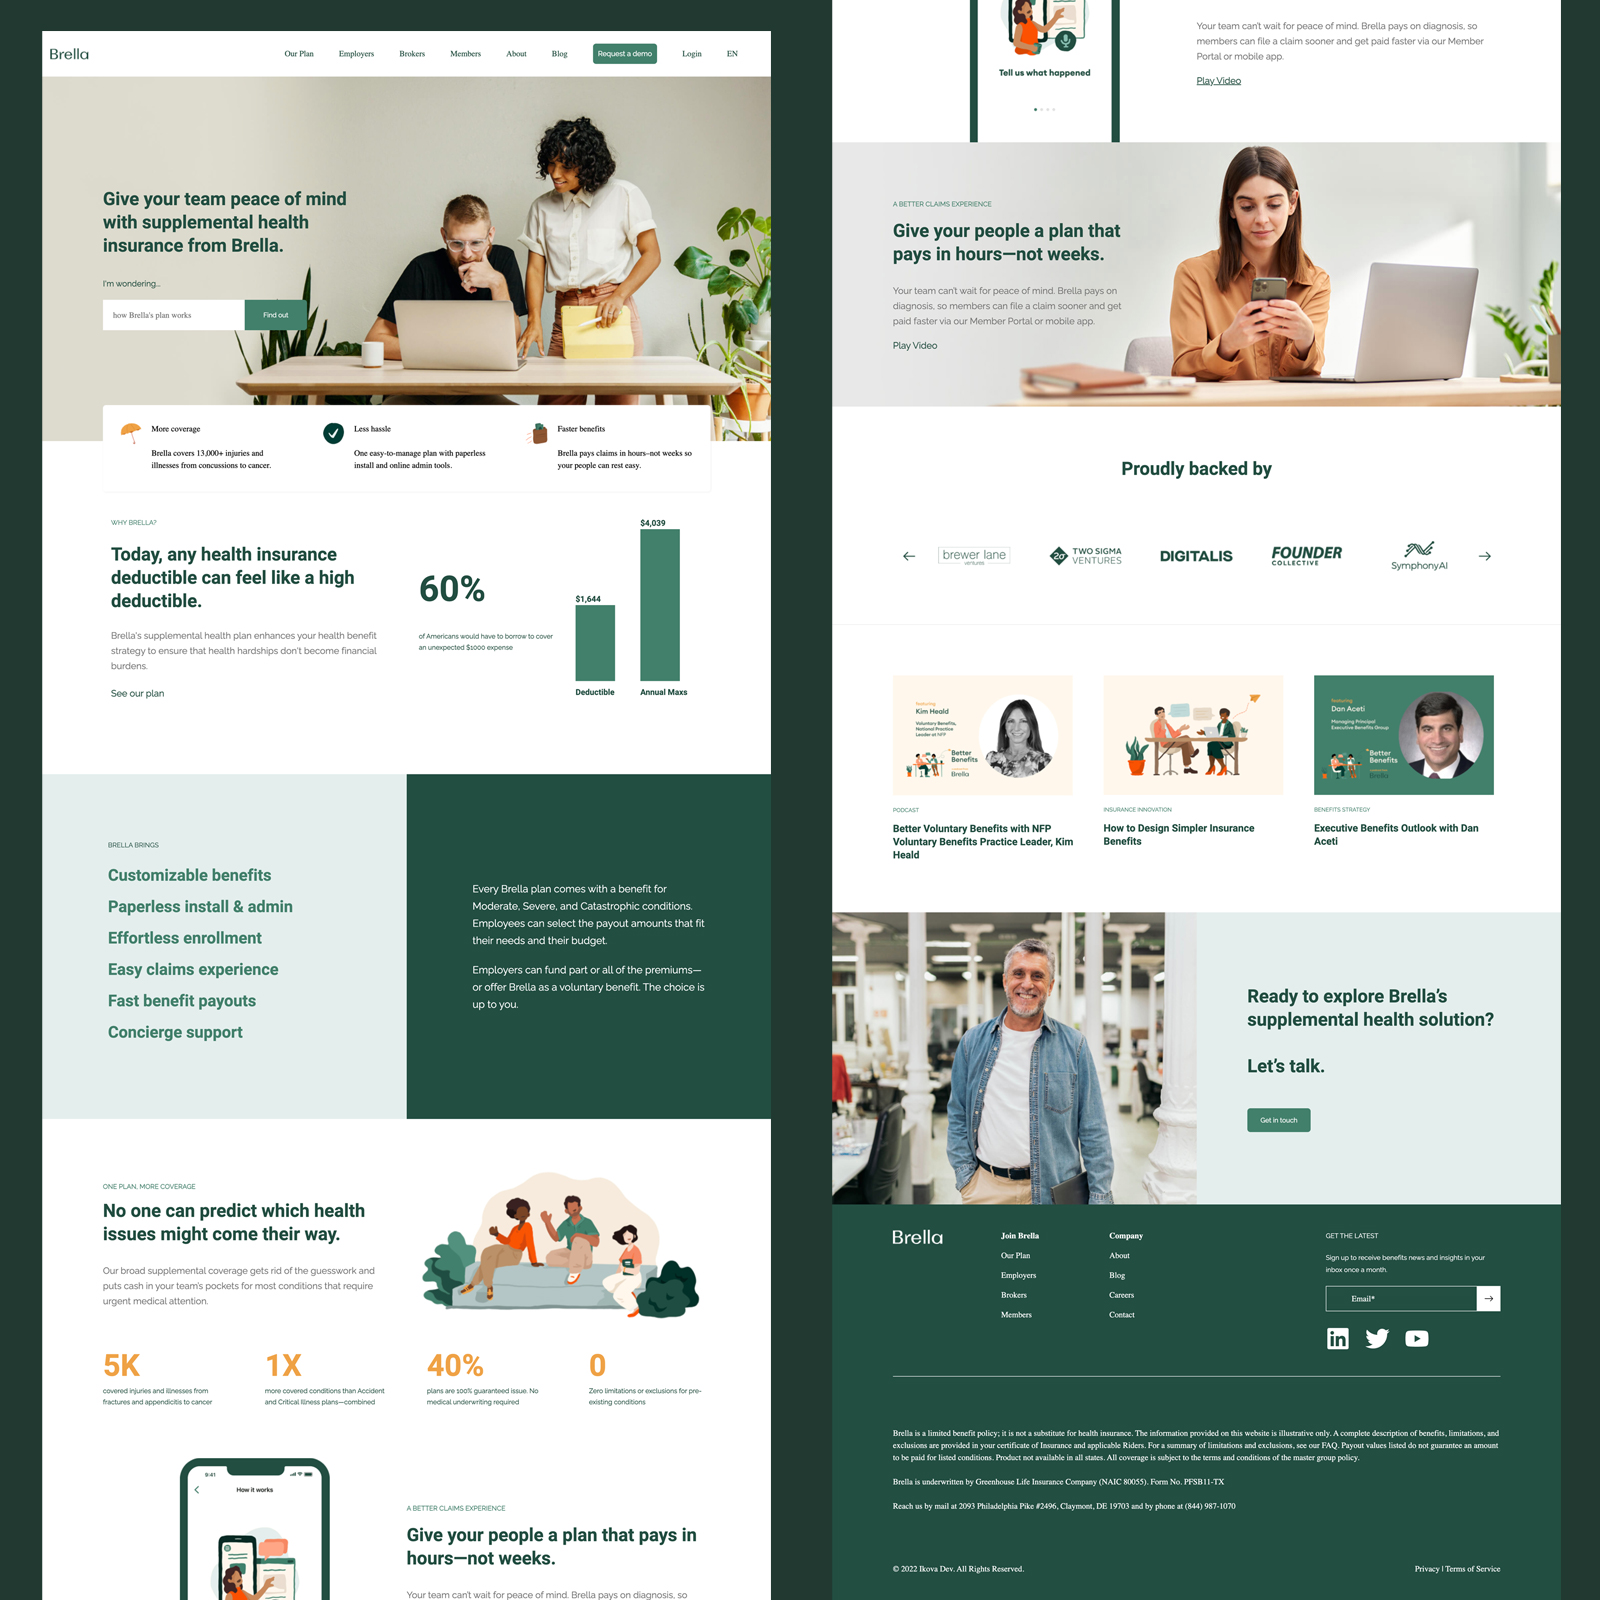 Brella
Our Plan
Employers
Brokers
Members
About
Blog
Request a demo
Login
EN
Give your team peace of mind
with supplemental health
insurance from Brella.
I'm wondering...
how Brella's plan works
Find out
More coverage
Brella covers 13,000+ injuries and
illnesses from concussions to cancer.
Less hassle
One easy-to-manage plan with paperless
install and online admin tools.
Faster benefits
Brella pays claims in hours–not weeks so
your people can rest easy.
WHY BRELLA?
Today, any health insurance
deductible can feel like a high
deductible.
Brella's supplemental health plan enhances your health benefit
strategy to ensure that health hardships don't become financial
burdens.
See our plan
60%
of Americans would have to borrow to cover
an unexpected $1000 expense
$1,644
Deductible
$4,039
Annual Maxs
BRELLA BRINGS
Customizable benefits
Paperless install & admin
Effortless enrollment
Easy claims experience
Fast benefit payouts
Concierge support
Every Brella plan comes with a benefit for
Moderate, Severe, and Catastrophic conditions.
Employees can select the payout amounts that fit
their needs and their budget.
Employers can fund part or all of the premiums—
or offer Brella as a voluntary benefit. The choice is
up to you.
ONE PLAN, MORE COVERAGE
No one can predict which health
issues might come their way.
Our broad supplemental coverage gets rid of the guesswork and
puts cash in your team's pockets for most conditions that require
urgent medical attention.
5K
covered injuries and illnesses from
fractures and appendicitis to cancer
1X
more covered conditions than Accident
and Critical Illness plans—combined
40%
plans are 100% guaranteed issue. No
medical underwriting required
0
Zero limitations or exclusions for pre-
existing conditions
9:41
How it works
A BETTER CLAIMS EXPERIENCE
Give your people a plan that pays in
hours—not weeks.
Your team can't wait for peace of mind. Brella pays on diagnosis, so
Tell us what happened
Your team can't wait for peace of mind. Brella pays on diagnosis, so
members can file a claim sooner and get paid faster via our Member
Portal or mobile app.
Play Video
A BETTER CLAIMS EXPERIENCE
Give your people a plan that
pays in hours—not weeks.
Your team can't wait for peace of mind. Brella pays on
diagnosis, so members can file a claim sooner and get
paid faster via our Member Portal or mobile app.
Play Video
Proudly backed by
brewer lane
ventures
2σ
TWO SIGMA
VENTURES
DIGITALIS
FOUNDER
COLLECTIVE
SymphonyAI
featuring
Kim Heald
Voluntary Benefits,
National Practice
Leader at NFP
Better
Benefits
Brella
PODCAST
Better Voluntary Benefits with NFP
Voluntary Benefits Practice Leader, Kim
Heald
INSURANCE INNOVATION
How to Design Simpler Insurance
Benefits
featuring
Dan Aceti
Managing Principal
Executive Benefits Group
Better
Benefits
Brella
BENEFITS STRATEGY
Executive Benefits Outlook with Dan
Aceti
Ready to explore Brella's
supplemental health solution?
Let's talk.
Get in touch
Brella
Join Brella
Our Plan
Employers
Brokers
Members
Company
About
Blog
Careers
Contact
GET THE LATEST
Sign up to receive benefits news and insights in your
inbox once a month.
Email*
in
Brella is a limited benefit policy; it is not a substitute for health insurance. The information provided on this website is illustrative only. A complete description of benefits, limitations, and
exclusions are provided in your certificate of Insurance and applicable Riders. For a summary of limitations and exclusions, see our FAQ. Payout values listed do not guarantee an amount
to be paid for listed conditions. Product not available in all states. All coverage is subject to the terms and conditions of the master group policy.
Brella is underwritten by Greenhouse Life Insurance Company (NAIC 80055). Form No. PFSB11-TX
Reach us by mail at 2093 Philadelphia Pike #2496, Claymont, DE 19703 and by phone at (844) 987-1070
© 2022 Ikova Dev. All Rights Reserved.
Privacy | Terms of Service